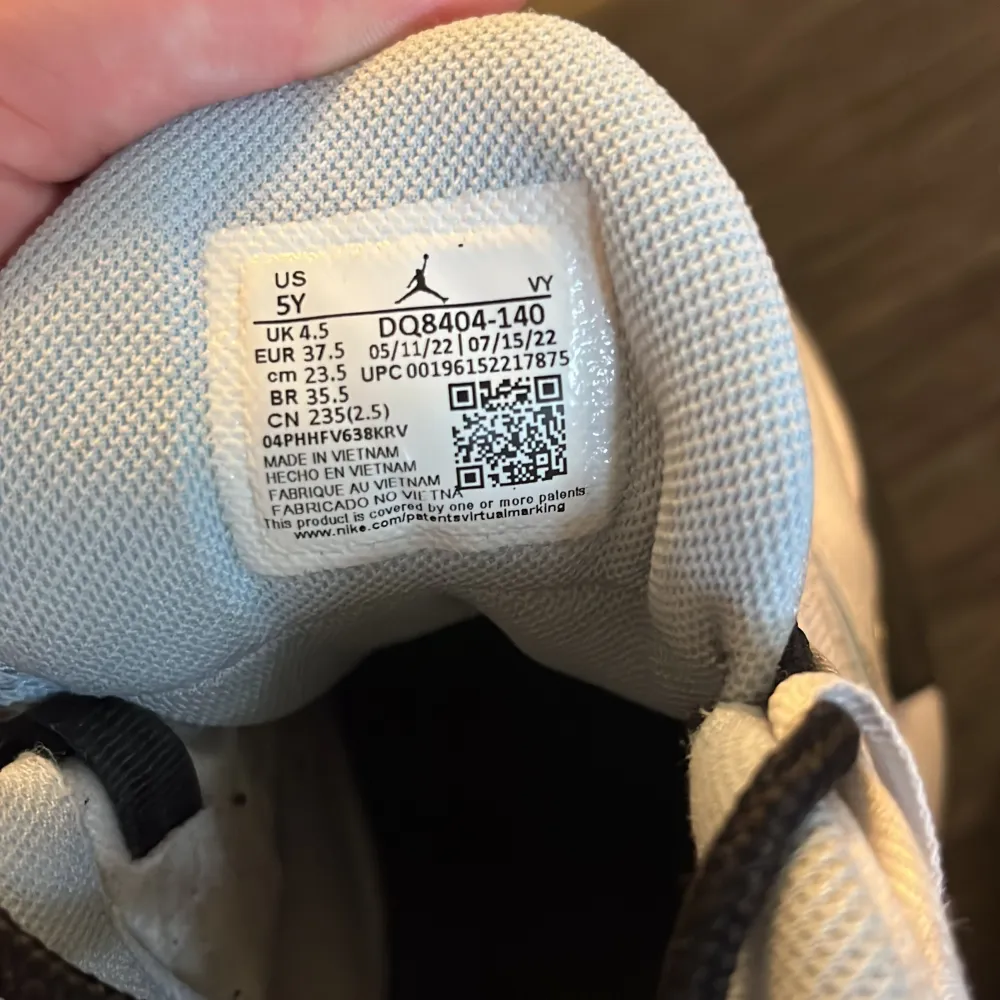 US
5Y
VY
UK 4.5
DQ8404-140
EUR 37.5
05/11/22|07/15/22
cm 23.5
UPC 00196152217875
BR 35.5
CN 235(2.5)
04PHHFV638KRV
MADE IN VIETNAM
HECHO EN VIETNAM
FABRIQUE AU VIETNAM
FABRICADO NO VIETNA
This product is covered by one or more patents
www.nike.com/patentsvirtualmarking